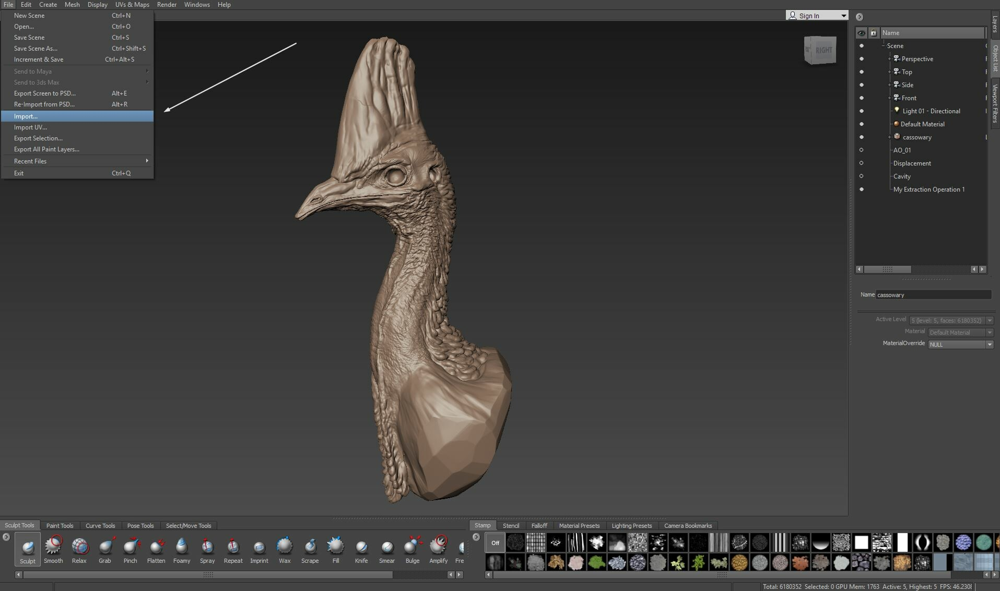 File Edit Create Mesh Display UVs & Maps Render Windows Help
New Scene Ctrl+N
Open... Ctrl+O
Save Scene Ctrl+S
Save Scene As... Ctrl+Shift+S
Increment & Save Ctrl+Alt+S
Send to Maya
Send to 3ds Max
Export Screen to PSD... Alt+E
Re-Import from PSD... Alt+R
Import...
Import UV...
Export Selection...
Export All Paint Layers...
Recent Files
Exit Ctrl+Q
Sign In
RIGHT
Layers
Object List
Viewport Filters
Name
Scene
Perspective
Top
Side
Front
Light 01 - Directional
Default Material
cassowary
AO_01
Displacement
Cavity
My Extraction Operation 1
Name cassowary
Active Level 5 (level: 5, faces: 6180352)
Material Default Material
MaterialOverride NULL
Sculpt Tools Paint Tools Curve Tools Pose Tools Select/Move Tools
Sculpt Smooth Relax Grab Pinch Flatten Foamy Spray Repeat Imprint Wax Scrape Fill Knife Smear Bulge Amplify Fre
Stamp Stencil Falloff Material Presets Lighting Presets Camera Bookmarks
Off
Total: 6180352 Selected: 0 GPU Mem: 1763 Active: 5, Highest: 5 FPS: 46.2308